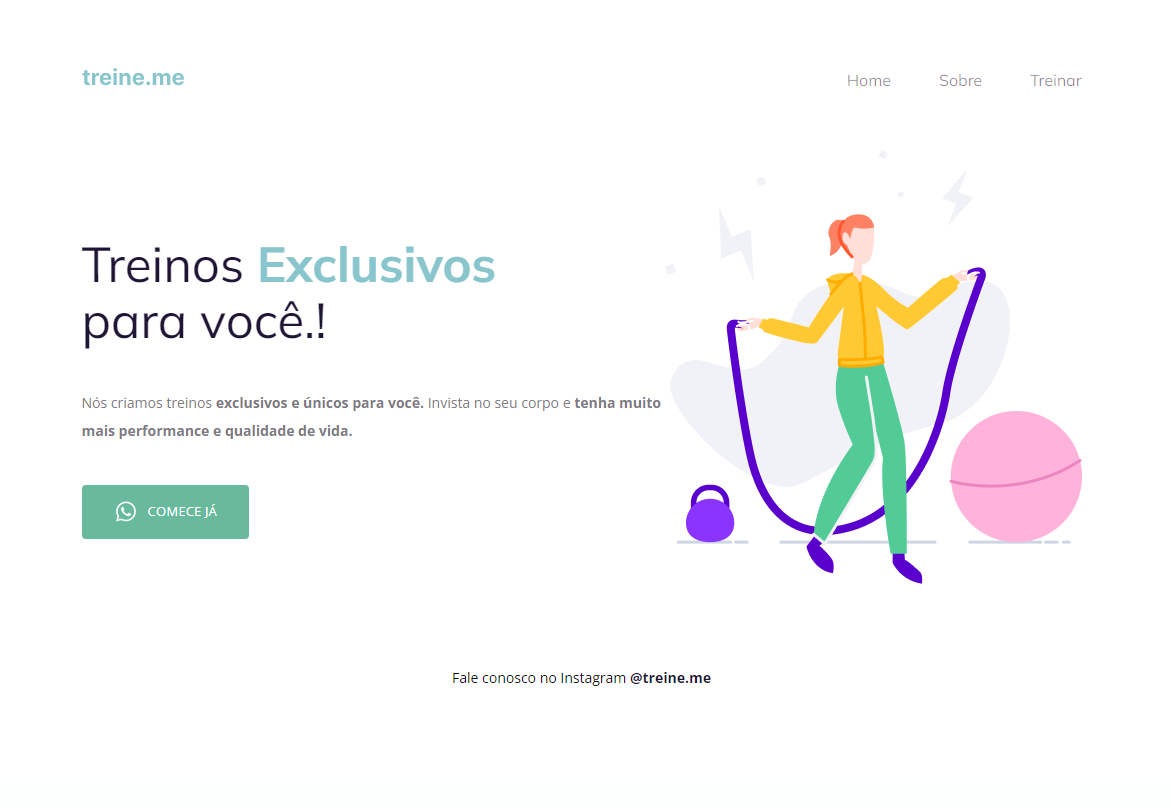 treine.me
Home Sobre Treinar
Treinos Exclusivos
para você.!
Nós criamos treinos exclusivos e únicos para você. Invista no seu corpo e tenha muito
mais performance e qualidade de vida.
COMECE JÁ
Fale conosco no Instagram @treine.me